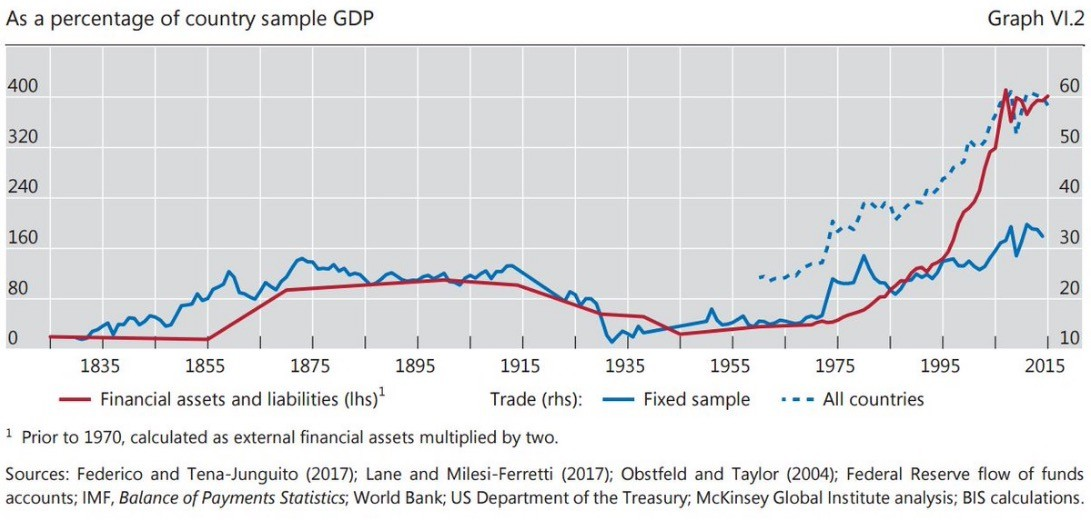 As a percentage of country sample GDP Graph VI.2
400 60
320 50
240 40
160 30
80 20
0 10
1835 1855 1875 1895 1915 1935 1955 1975 1995 2015
Financial assets and liabilities (lhs)¹ Trade (rhs): Fixed sample All countries
¹ Prior to 1970, calculated as external financial assets multiplied by two.
Sources: Federico and Tena-Junguito (2017); Lane and Milesi-Ferretti (2017); Obstfeld and Taylor (2004); Federal Reserve flow of funds
accounts; IMF, Balance of Payments Statistics; World Bank; US Department of the Treasury; McKinsey Global Institute analysis; BIS calculations.